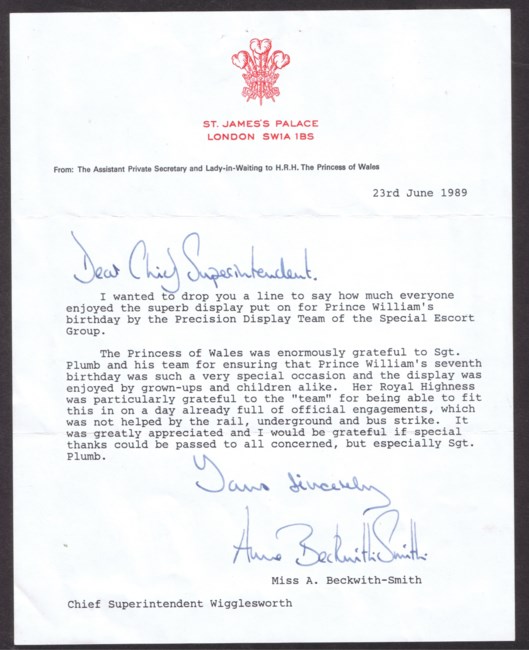 ST. JAMES'S PALACE
LONDON SW1A 1BS
From: The Assistant Private Secretary and Lady-in-Waiting to H.R.H. The Princess of Wales
23rd June 1989
Dear Chief Superintendent.
I wanted to drop you a line to say how much everyone
enjoyed the superb display put on for Prince William's
birthday by the Precision Display Team of the Special Escort
Group.
The Princess of Wales was enormously grateful to Sgt.
Plumb and his team for ensuring that Prince William's seventh
birthday was such a very special occasion and the display was
enjoyed by grown-ups and children alike. Her Royal Highness
was particularly grateful to the "team" for being able to fit
this in on a day already full of official engagements, which
was not helped by the rail, underground and bus strike. It
was greatly appreciated and I would be grateful if special
thanks could be passed to all concerned, but especially Sgt.
Plumb.
Yours sincerely
Anne Beckwith-Smith.
Miss A. Beckwith-Smith
Chief Superintendent Wigglesworth